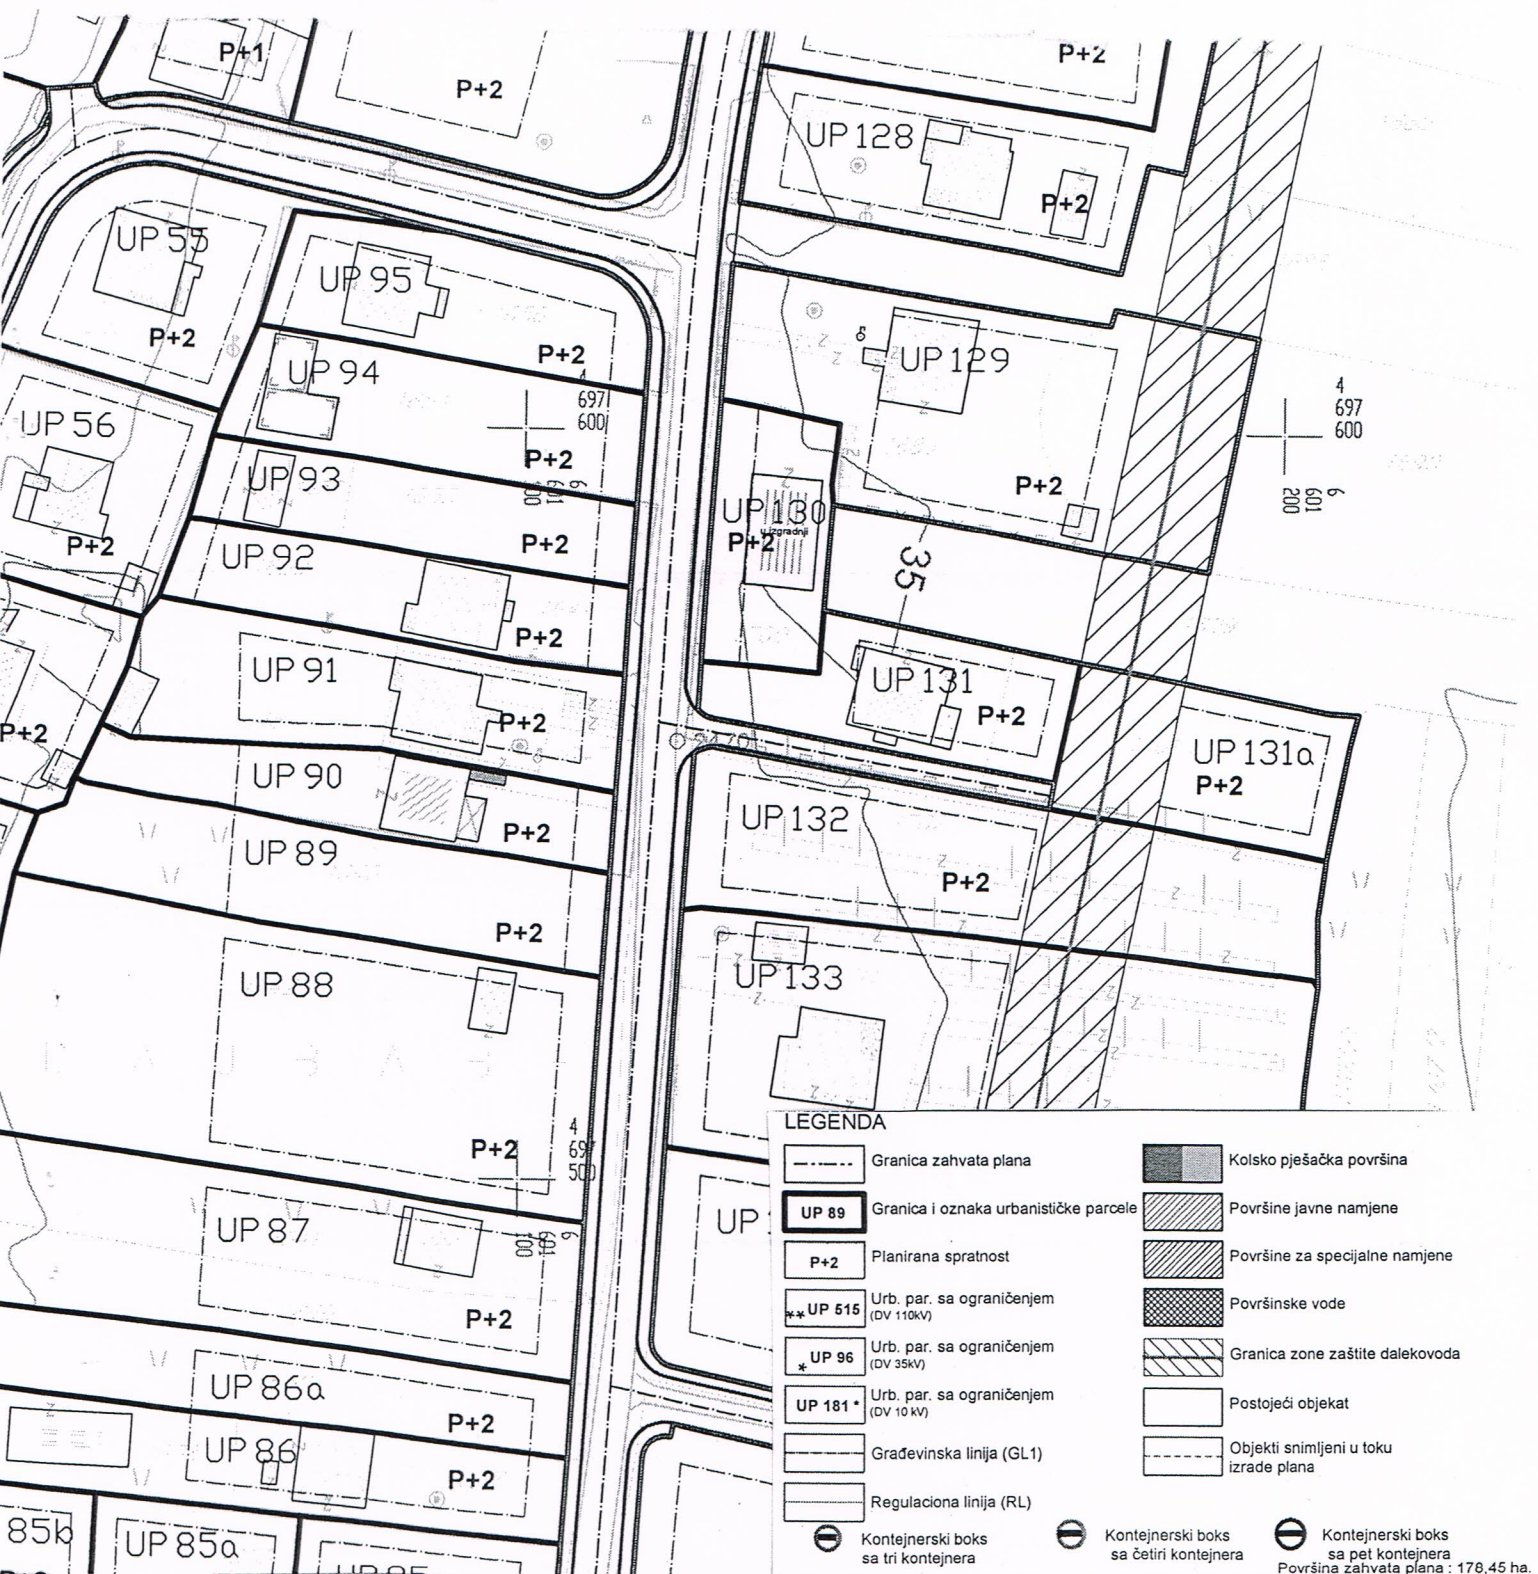 P+1
P+2
P+2
UP 128
P+2
UP 55
P+2
UP 95
P+2
UP 94
4
697
600
P+2
UP 129
4
697
600
P+2
6
601
200
UP 56
P+2
UP 93
6
601
100
P+2
UP 130
u izgradnji
P+2
35
UP 92
P+2
UP 91
P+2
UP 131
P+2
P+2
UP 131a
P+2
UP 90
P+2
UP 132
P+2
UP 89
P+2
UP 88
P+2
4
697
500
UP 133
UP 87
P+2
6
601
100
UP
UP 86a
P+2
UP 86
P+2
85b
UP 85a
LEGENDA
Granica zahvata plana
UP 89 Granica i oznaka urbanističke parcele
P+2 Planirana spratnost
**UP 515 Urb. par. sa ograničenjem
(DV 110kV)
*UP 96 Urb. par. sa ograničenjem
(DV 35kV)
UP 181 * Urb. par. sa ograničenjem
(DV 10 kV)
Građevinska linija (GL1)
Regulaciona linija (RL)
Kolsko pješačka površina
Površine javne namjene
Površine za specijalne namjene
Površinske vode
Granica zone zaštite dalekovoda
Postojeći objekat
Objekti snimljeni u toku
izrade plana
Kontejnerski boks
sa tri kontejnera
Kontejnerski boks
sa četiri kontejnera
Kontejnerski boks
sa pet kontejnera
Površina zahvata plana : 178,45 ha.